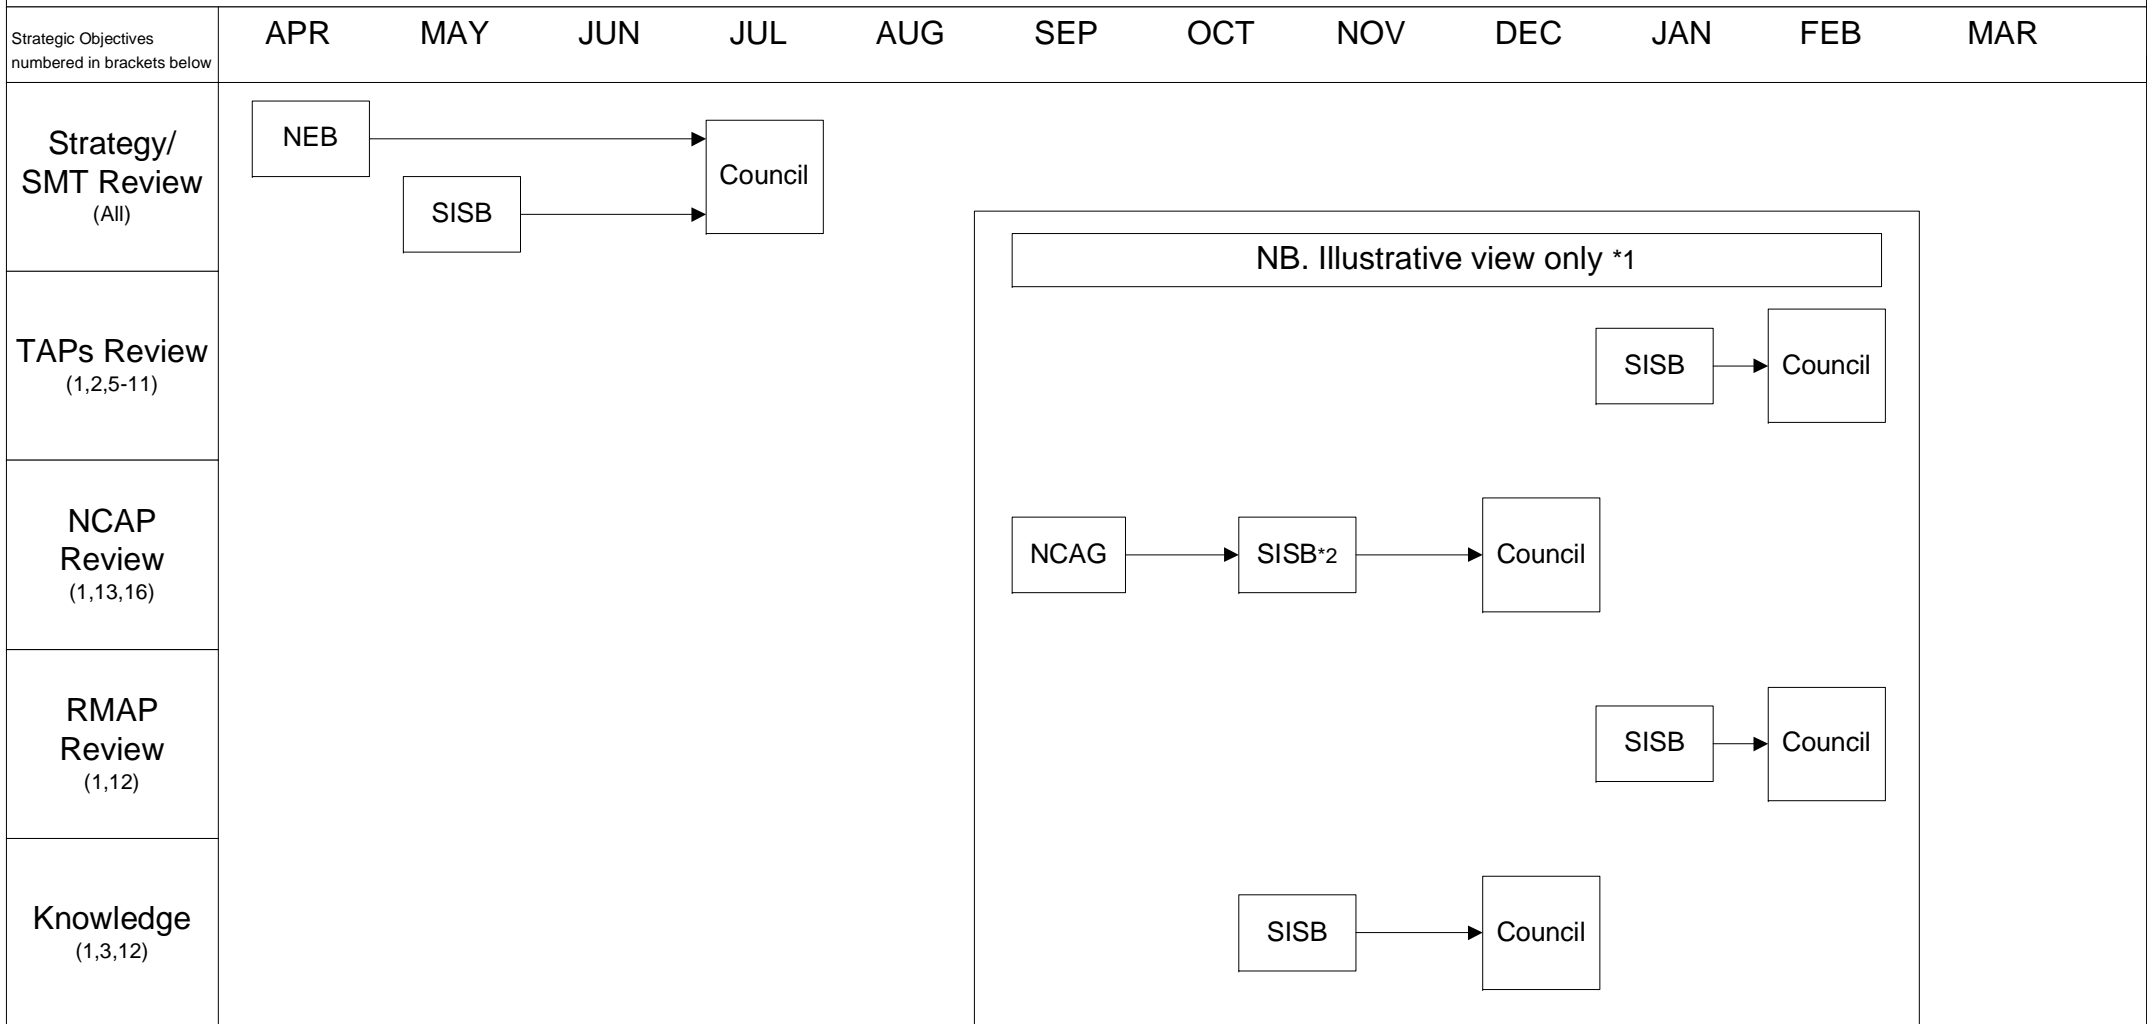 Strategic Objectives
numbered in brackets below
APR MAY JUN JUL AUG SEP OCT NOV DEC JAN FEB MAR
Strategy/
SMT Review
(All)
NEB
SISB
Council
NB. Illustrative view only *1
TAPs Review
(1,2,5-11)
SISB
Council
NCAP
Review
(1,13,16)
NCAG
SISB*2
Council
RMAP
Review
(1,12)
SISB
Council
Knowledge
(1,3,12)
SISB
Council